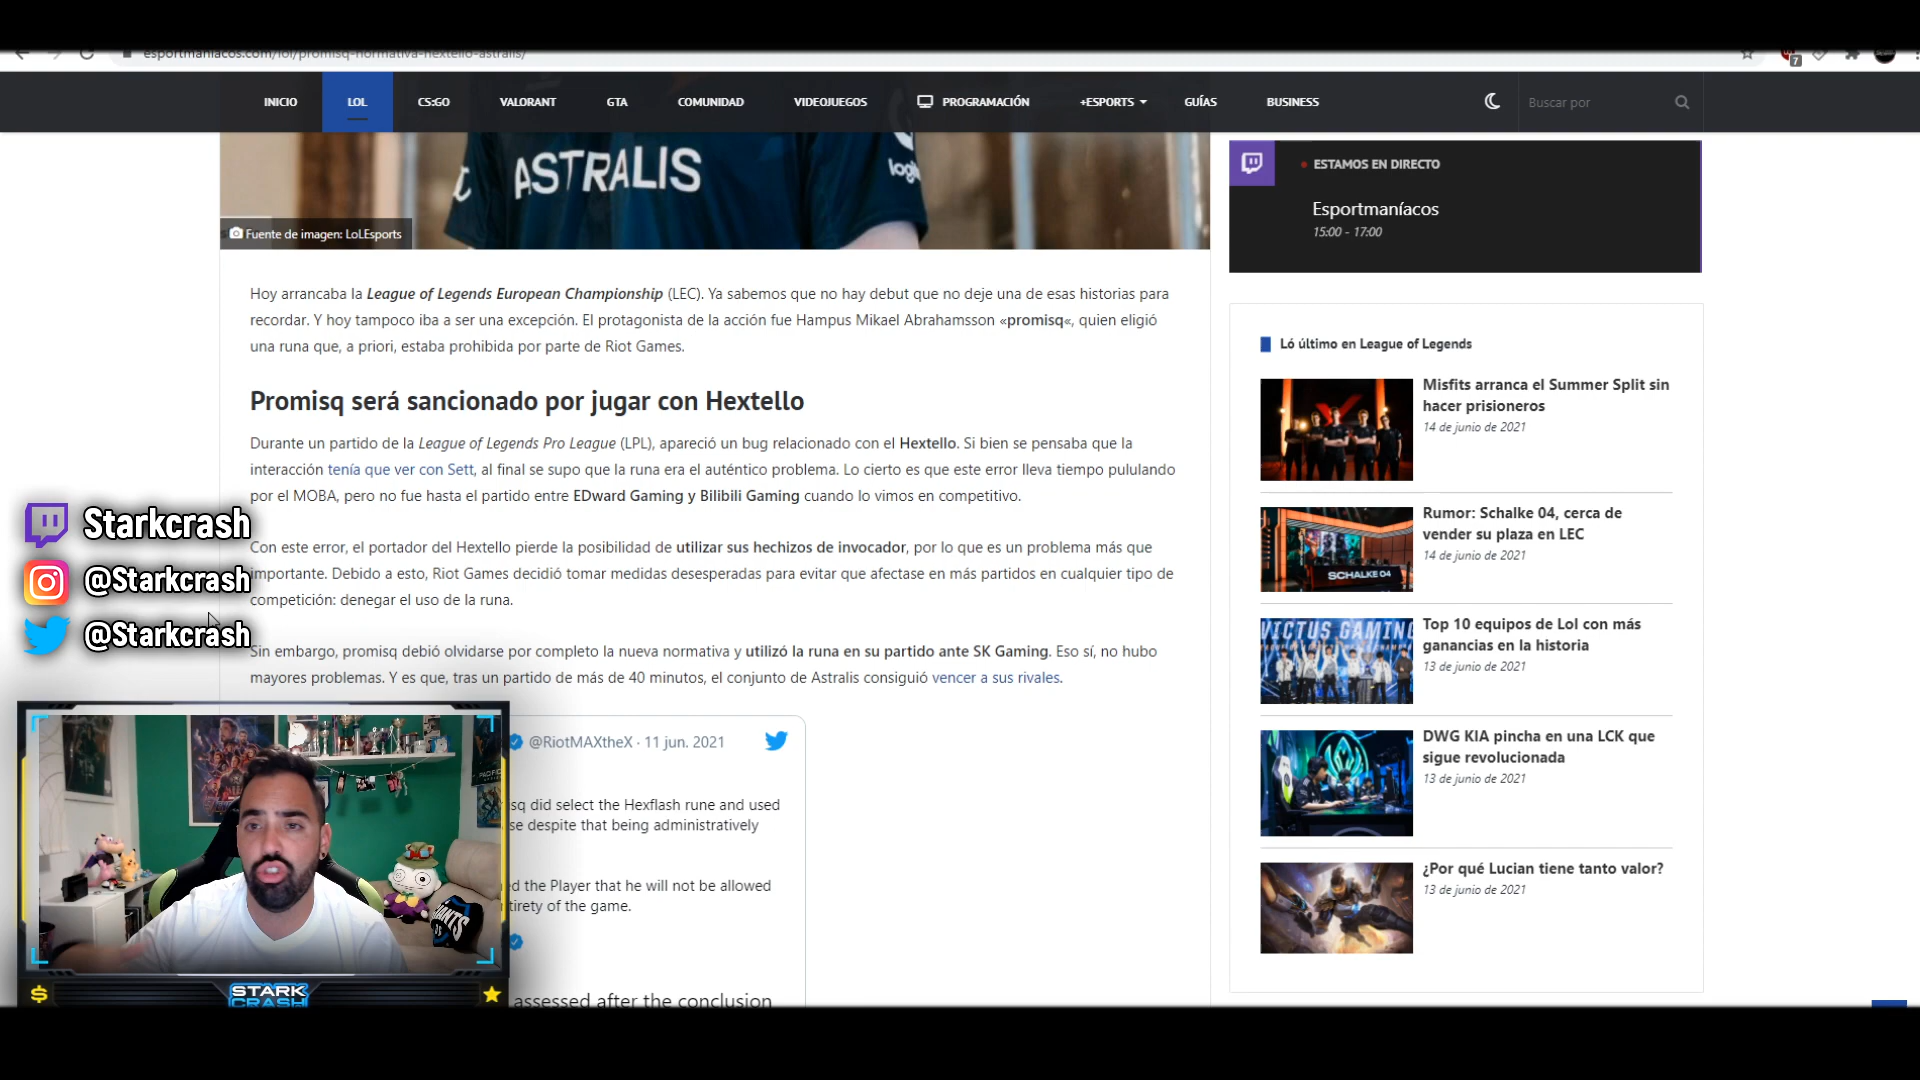 esportmaniacos.com/lol/promisq-normativa-hextello-astralis/
7
INICIO
LOL
CS:GO
VALORANT
GTA
COMUNIDAD
VIDEOJUEGOS
PROGRAMACIÓN
+ESPORTS
GUÍAS
BUSINESS
Buscar por
ASTRALIS
Fuente de imagen: LoLEsports
Hoy arrancaba la League of Legends European Championship (LEC). Ya sabemos que no hay debut que no deje una de esas historias para
recordar. Y hoy tampoco iba a ser una excepción. El protagonista de la acción fue Hampus Mikael Abrahamsson «promisq«, quien eligió
una runa que, a priori, estaba prohibida por parte de Riot Games.
Promisq será sancionado por jugar con Hextello
Durante un partido de la League of Legends Pro League (LPL), apareció un bug relacionado con el Hextello. Si bien se pensaba que la
interacción tenía que ver con Sett, al final se supo que la runa era el auténtico problema. Lo cierto es que este error lleva tiempo pululando
por el MOBA, pero no fue hasta el partido entre EDward Gaming y Bilibili Gaming cuando lo vimos en competitivo.
Con este error, el portador del Hextello pierde la posibilidad de utilizar sus hechizos de invocador, por lo que es un problema más que
importante. Debido a esto, Riot Games decidió tomar medidas desesperadas para evitar que afectase en más partidos en cualquier tipo de
competición: denegar el uso de la runa.
Sin embargo, promisq debió olvidarse por completo la nueva normativa y utilizó la runa en su partido ante SK Gaming. Eso sí, no hubo
mayores problemas. Y es que, tras un partido de más de 40 minutos, el conjunto de Astralis consiguió vencer a sus rivales.
@RiotMAXtheX · 11 jun. 2021
sq did select the Hexflash rune and used
se despite that being administratively
ed the Player that he will not be allowed
tirety of the game.
assessed after the conclusion
Starkcrash
@Starkcrash
@Starkcrash
GIANTS
STARK
CRASH
ESTAMOS EN DIRECTO
Esportmaníacos
15:00 - 17:00
Ló último en League of Legends
Misfits arranca el Summer Split sin
hacer prisioneros
14 de junio de 2021
SCHALKE 04
Rumor: Schalke 04, cerca de
vender su plaza en LEC
14 de junio de 2021
VICTUS GAMING
Top 10 equipos de Lol con más
ganancias en la historia
13 de junio de 2021
DWG KIA pincha en una LCK que
sigue revolucionada
13 de junio de 2021
¿Por qué Lucian tiene tanto valor?
13 de junio de 2021